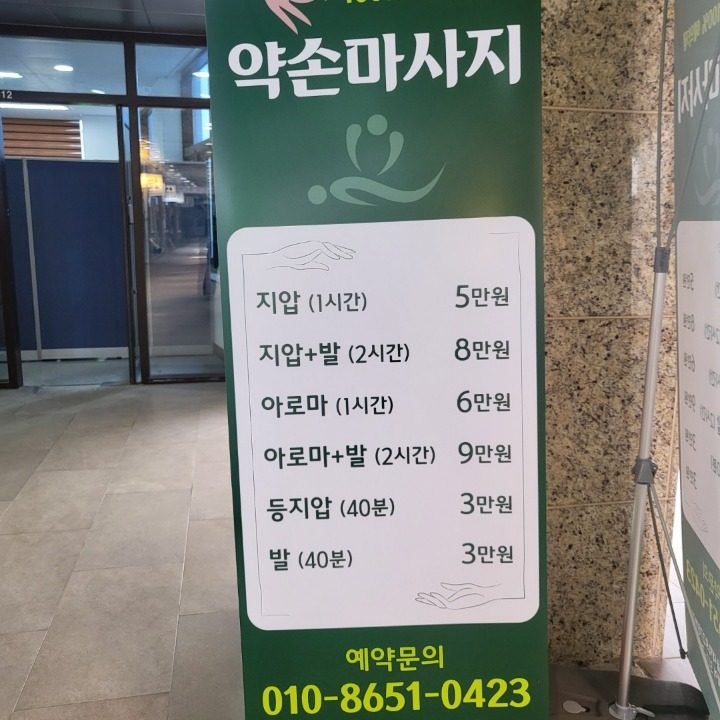 약손마사지
지압 (1시간) 5만원
지압+발 (2시간) 8만원
아로마 (1시간) 6만원
아로마+발 (2시간) 9만원
등지압 (40분) 3만원
발 (40분) 3만원
예약문의
010-8651-0423
12